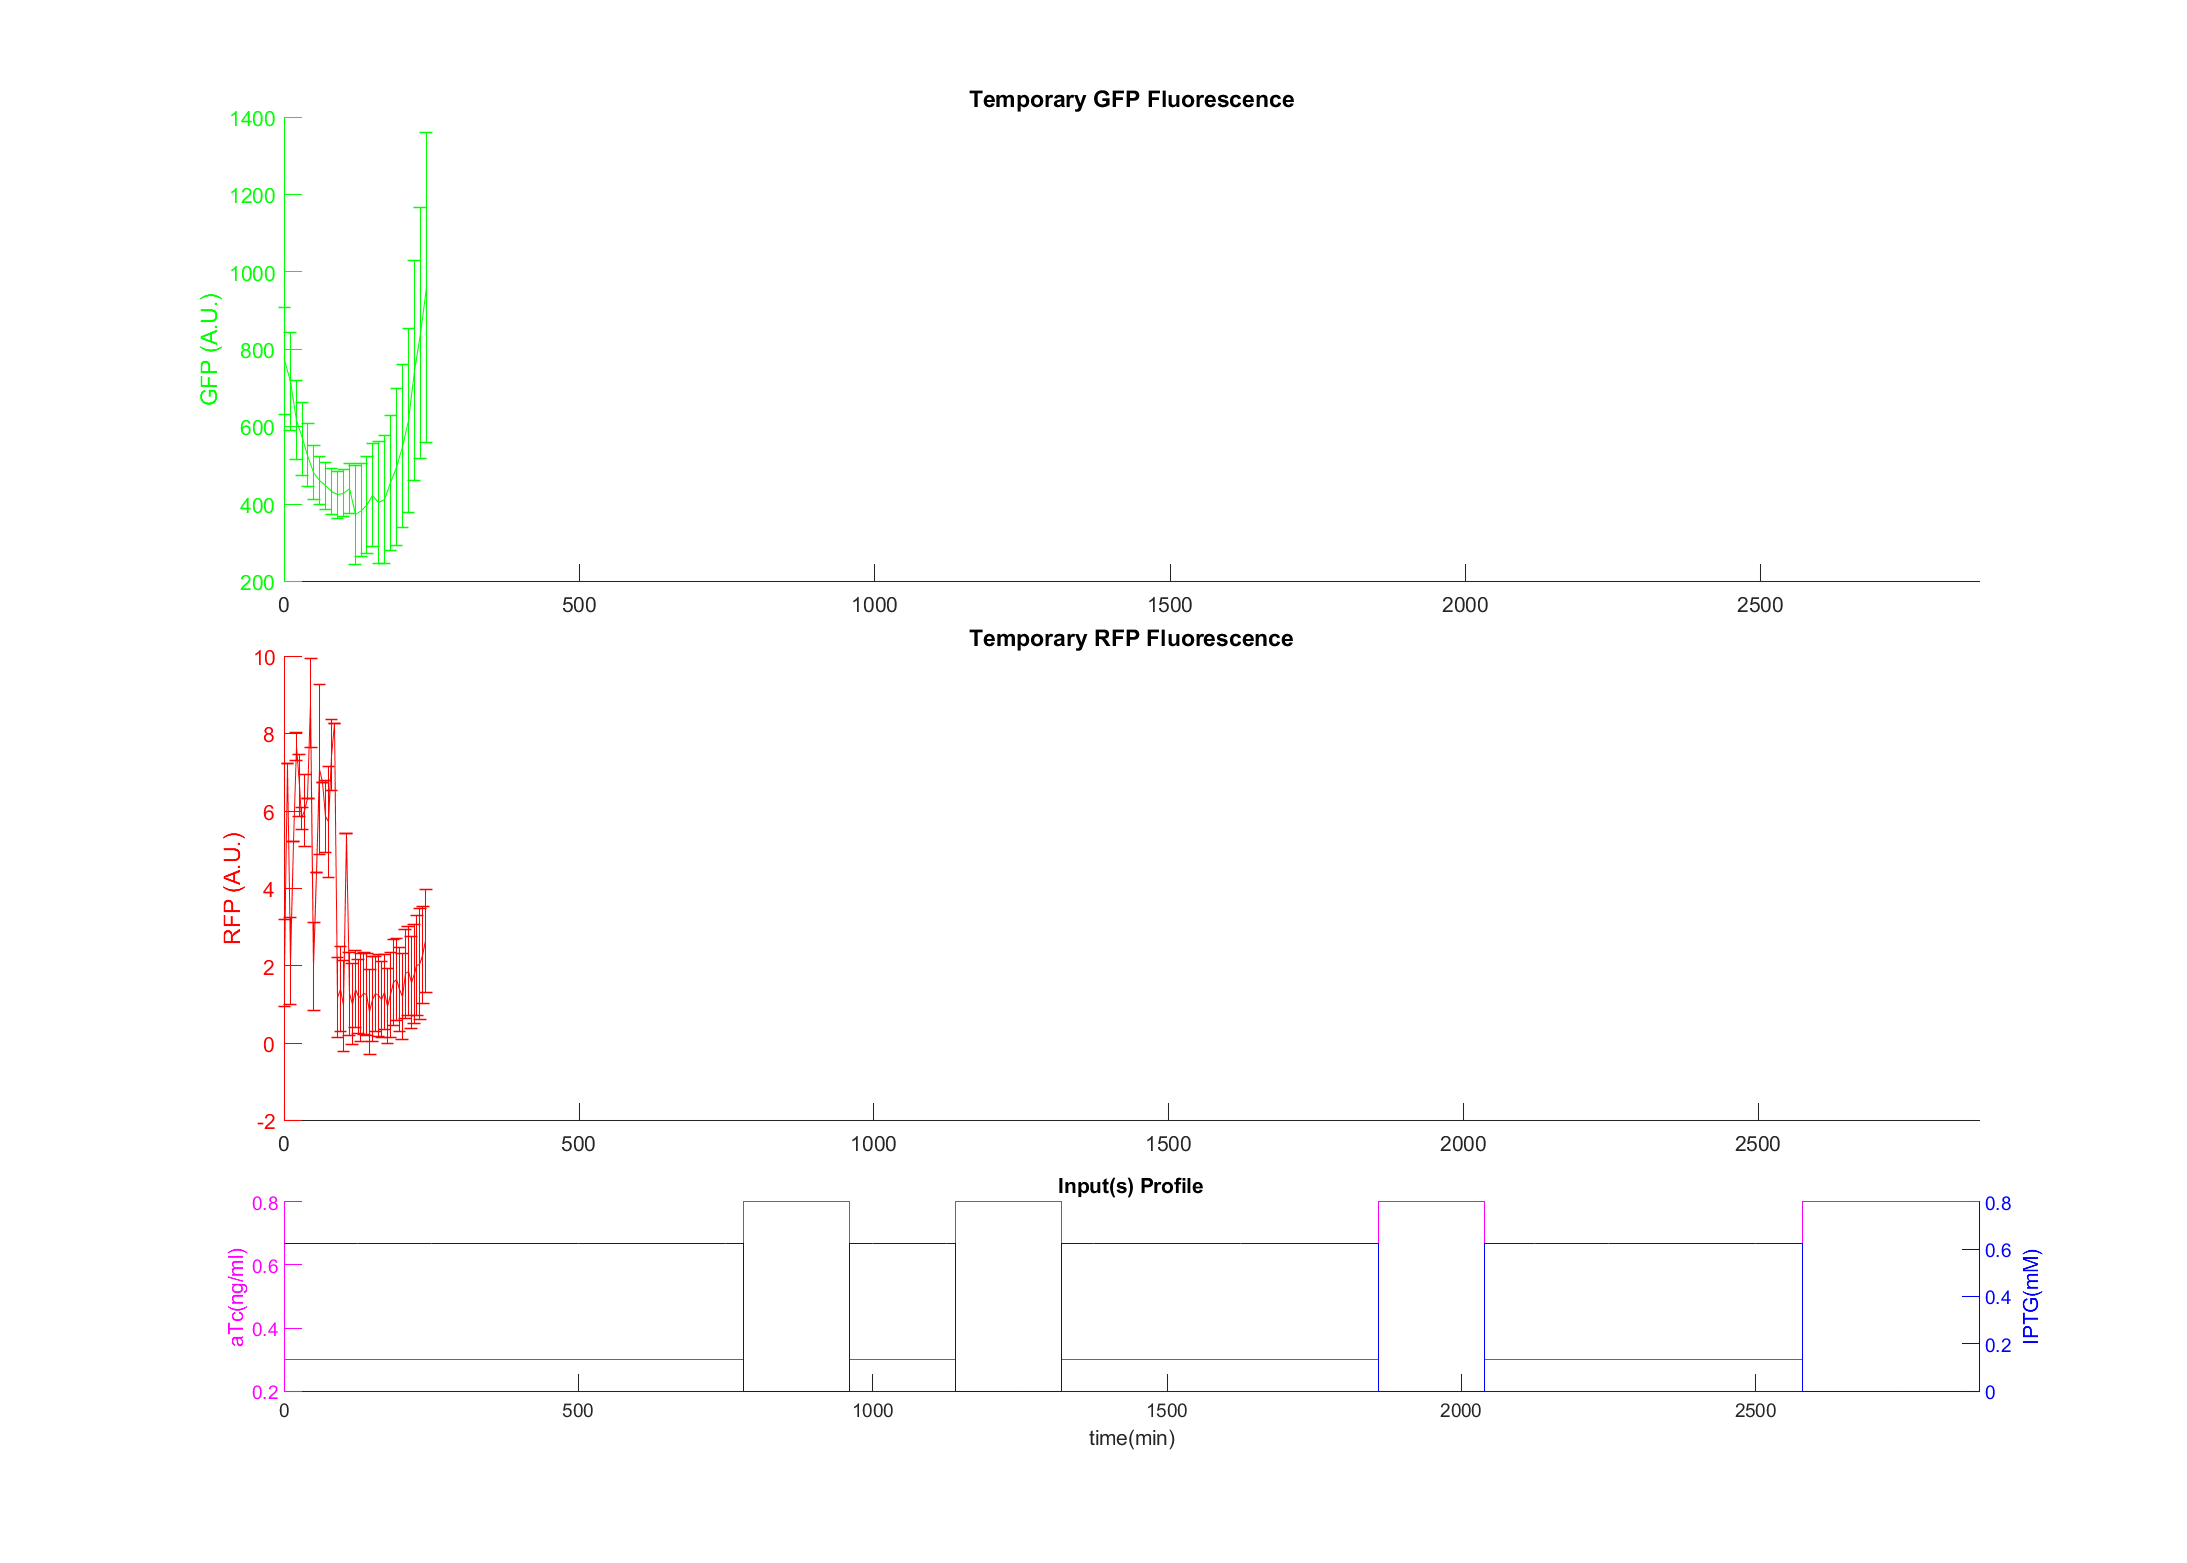 Temporary GFP Fluorescence
1400
1200
1000
800
600
400
200
GFP (A.U.)
0 500 1000 1500 2000 2500
Temporary RFP Fluorescence
10
8
6
4
2
0
-2
RFP (A.U.)
0 500 1000 1500 2000 2500
Input(s) Profile
0.8
0.6
0.4
0.2
aTc(ng/ml)
0.8
0.6
0.4
0.2
0
IPTG(mM)
0 500 1000 1500 2000 2500
time(min)